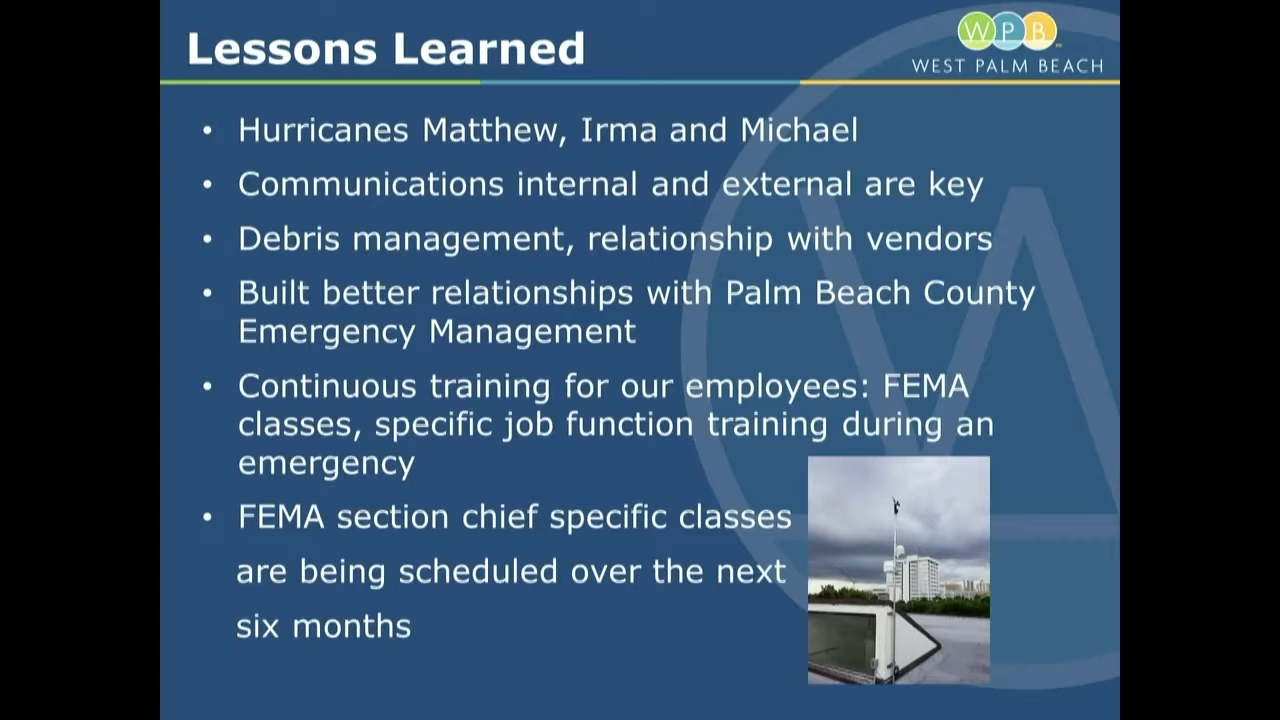 Lessons Learned
WPB
WEST PALM BEACH
• Hurricanes Matthew, Irma and Michael
• Communications internal and external are key
• Debris management, relationship with vendors
• Built better relationships with Palm Beach County
Emergency Management
• Continuous training for our employees: FEMA
classes, specific job function training during an
emergency
• FEMA section chief specific classes
are being scheduled over the next
six months